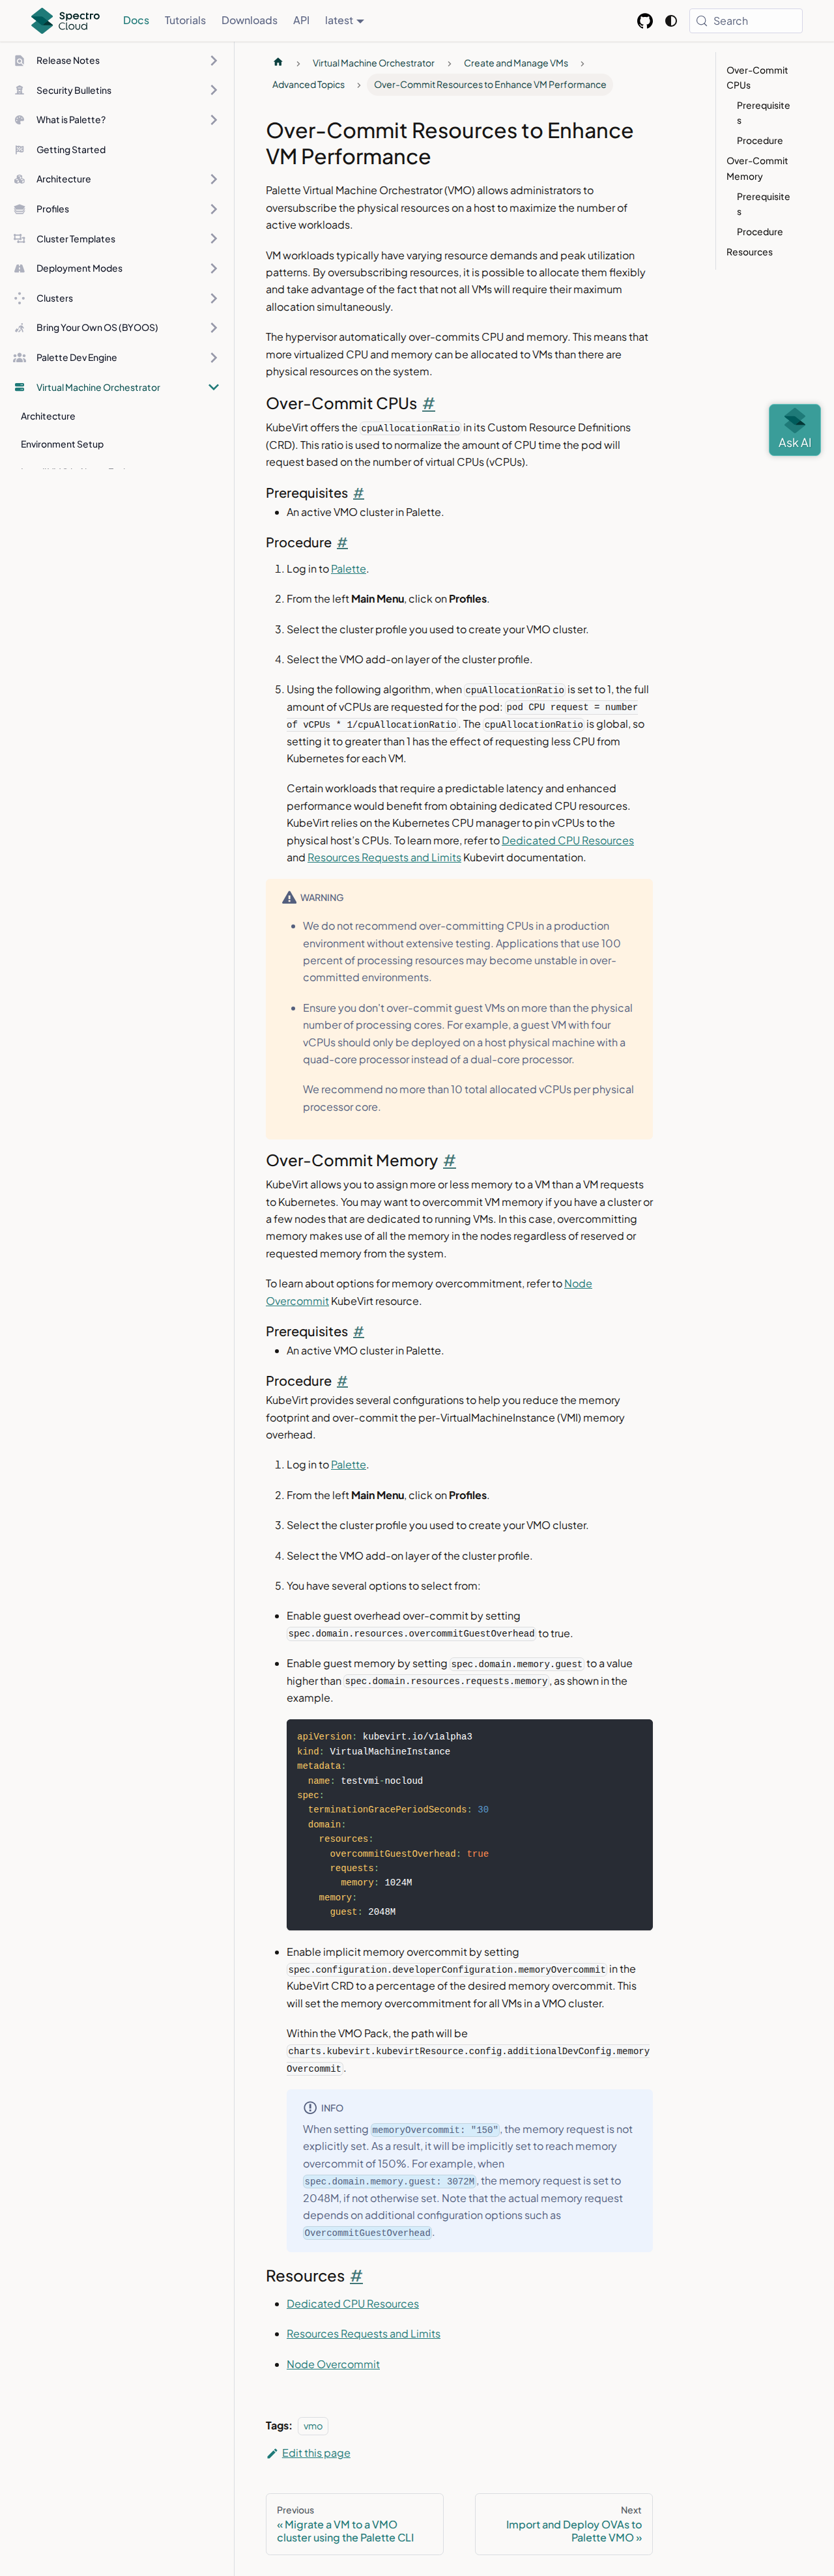 Spectro Cloud
Docs
Tutorials
Downloads
API
latest
Search
Release Notes
Security Bulletins
What is Palette?
Getting Started
Architecture
Profiles
Cluster Templates
Deployment Modes
Clusters
Bring Your Own OS (BYOOS)
Palette Dev Engine
Virtual Machine Orchestrator
Architecture
Environment Setup
Virtual Machine Orchestrator
Create and Manage VMs
Advanced Topics
Over-Commit Resources to Enhance VM Performance
Over-Commit Resources to Enhance
VM Performance
Palette Virtual Machine Orchestrator (VMO) allows administrators to
oversubscribe the physical resources on a host to maximize the number of
active workloads.
VM workloads typically have varying resource demands and peak utilization
patterns. By oversubscribing resources, it is possible to allocate them flexibly
and take advantage of the fact that not all VMs will require their maximum
allocation simultaneously.
The hypervisor automatically over-commits CPU and memory. This means that
more virtualized CPU and memory can be allocated to VMs than there are
physical resources on the system.
Over-Commit CPUs #
KubeVirt offers the cpuAllocationRatio in its Custom Resource Definitions
(CRD). This ratio is used to normalize the amount of CPU time the pod will
request based on the number of virtual CPUs (vCPUs).
Prerequisites #
• An active VMO cluster in Palette.
Procedure #
1. Log in to Palette.
2. From the left Main Menu, click on Profiles.
3. Select the cluster profile you used to create your VMO cluster.
4. Select the VMO add-on layer of the cluster profile.
5. Using the following algorithm, when cpuAllocationRatio is set to 1, the full
amount of vCPUs are requested for the pod: pod CPU request = number
of vCPUs * 1/cpuAllocationRatio. The cpuAllocationRatio is global, so
setting it to greater than 1 has the effect of requesting less CPU from
Kubernetes for each VM.
Certain workloads that require a predictable latency and enhanced
performance would benefit from obtaining dedicated CPU resources.
KubeVirt relies on the Kubernetes CPU manager to pin vCPUs to the
physical host's CPUs. To learn more, refer to Dedicated CPU Resources
and Resources Requests and Limits Kubevirt documentation.
WARNING
• We do not recommend over-committing CPUs in a production
environment without extensive testing. Applications that use 100
percent of processing resources may become unstable in over-
committed environments.
• Ensure you don't over-commit guest VMs on more than the physical
number of processing cores. For example, a guest VM with four
vCPUs should only be deployed on a host physical machine with a
quad-core processor instead of a dual-core processor.
We recommend no more than 10 total allocated vCPUs per physical
processor core.
Over-Commit Memory #
KubeVirt allows you to assign more or less memory to a VM than a VM requests
to Kubernetes. You may want to overcommit VM memory if you have a cluster or
a few nodes that are dedicated to running VMs. In this case, overcommitting
memory makes use of all the memory in the nodes regardless of reserved or
requested memory from the system.
To learn about options for memory overcommitment, refer to Node
Overcommit KubeVirt resource.
Prerequisites #
• An active VMO cluster in Palette.
Procedure #
KubeVirt provides several configurations to help you reduce the memory
footprint and over-commit the per-VirtualMachineInstance (VMI) memory
overhead.
1. Log in to Palette.
2. From the left Main Menu, click on Profiles.
3. Select the cluster profile you used to create your VMO cluster.
4. Select the VMO add-on layer of the cluster profile.
5. You have several options to select from:
• Enable guest overhead over-commit by setting
spec.domain.resources.overcommitGuestOverhead to true.
• Enable guest memory by setting spec.domain.memory.guest to a value
higher than spec.domain.resources.requests.memory, as shown in the
example.
apiVersion: kubevirt.io/v1alpha3
kind: VirtualMachineInstance
metadata:
name: testvmi-nocloud
spec:
terminationGracePeriodSeconds: 30
domain:
resources:
overcommitGuestOverhead: true
requests:
memory: 1024M
memory:
guest: 2048M
• Enable implicit memory overcommit by setting
spec.configuration.developerConfiguration.memoryOvercommit in the
KubeVirt CRD to a percentage of the desired memory overcommit. This
will set the memory overcommitment for all VMs in a VMO cluster.
Within the VMO Pack, the path will be
charts.kubevirt.kubevirtResource.config.additionalDevConfig.memory
Overcommit.
INFO
When setting memoryOvercommit: "150", the memory request is not
explicitly set. As a result, it will be implicitly set to reach memory
overcommit of 150%. For example, when
spec.domain.memory.guest: 3072M, the memory request is set to
2048M, if not otherwise set. Note that the actual memory request
depends on additional configuration options such as
OvercommitGuestOverhead.
Resources #
• Dedicated CPU Resources
• Resources Requests and Limits
• Node Overcommit
Tags: vmo
Edit this page
Previous
« Migrate a VM to a VMO
cluster using the Palette CLI
Next
Import and Deploy OVAs to
Palette VMO »
Over-Commit
CPUs
Prerequisite
s
Procedure
Over-Commit
Memory
Prerequisite
s
Procedure
Resources
Ask AI